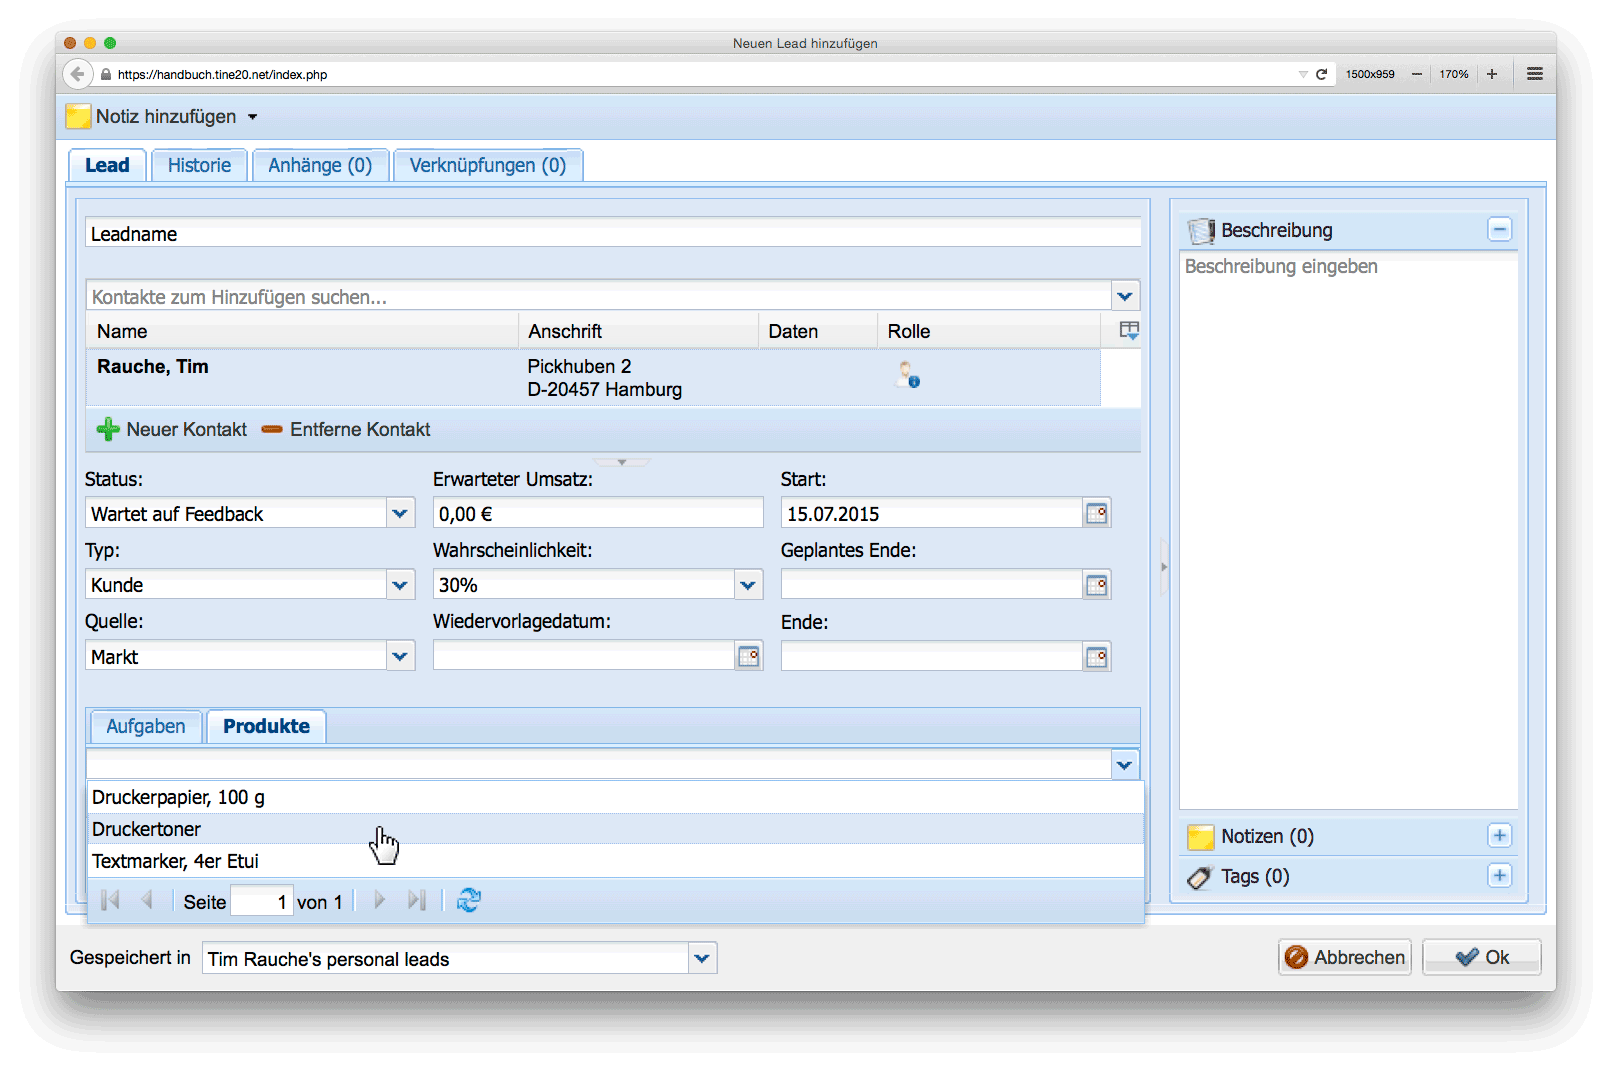 Neuen Lead hinzufügen
https://handbuch.tine20.net/index.php
1500x959
170%
Notiz hinzufügen
Lead
Historie
Anhänge (0)
Verknüpfungen (0)
Leadname
Kontakte zum Hinzufügen suchen...
Name
Anschrift
Daten
Rolle
Rauche, Tim
Pickhuben 2
D-20457 Hamburg
Neuer Kontakt
Entferne Kontakt
Status:
Erwarteter Umsatz:
Start:
Wartet auf Feedback
0,00 €
15.07.2015
Typ:
Wahrscheinlichkeit:
Geplantes Ende:
Kunde
30%
Quelle:
Wiedervorlagedatum:
Ende:
Markt
Aufgaben
Produkte
Druckerpapier, 100 g
Druckertoner
Textmarker, 4er Etui
Seite 1 von 1
Beschreibung
Beschreibung eingeben
Notizen (0)
Tags (0)
Gespeichert in
Tim Rauche's personal leads
Abbrechen
Ok